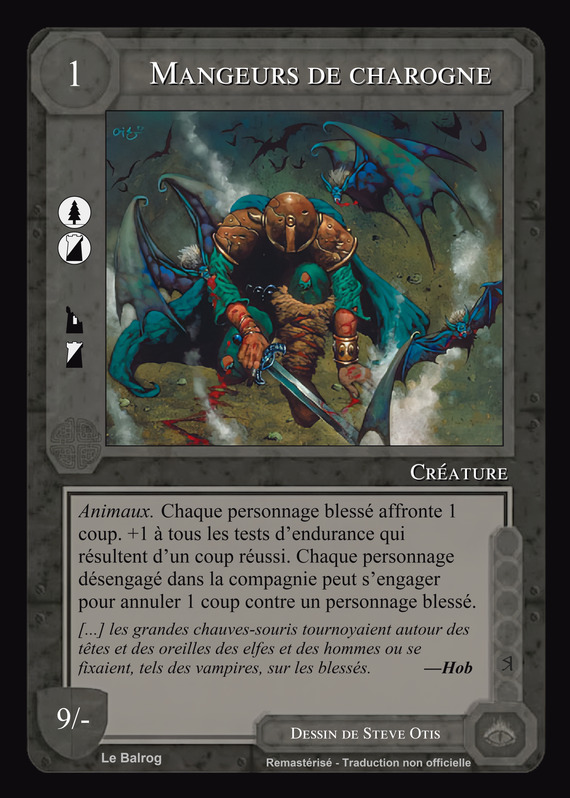 1
Mangeurs de charogne
Créature
Animaux. Chaque personnage blessé affronte 1
coup. +1 à tous les tests d'endurance qui
résultent d'un coup réussi. Chaque personnage
désengagé dans la compagnie peut s'engager
pour annuler 1 coup contre un personnage blessé.
[...] les grandes chauves-souris tournoyaient autour des
têtes et des oreilles des elfes et des hommes ou se
fixaient, tels des vampires, sur les blessés. —Hob
9/-
Dessin de Steve Otis
Le Balrog
Remastérisé - Traduction non officielle